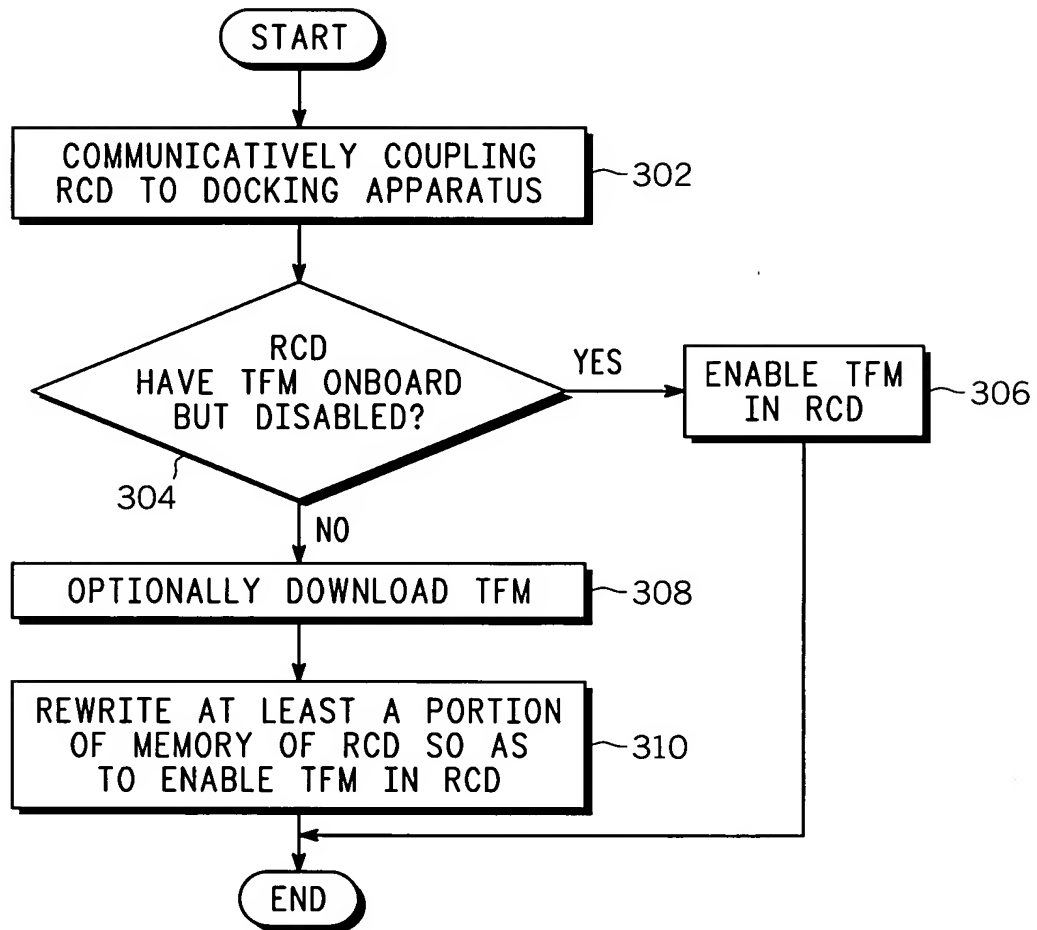 START
COMMUNICATIVELY COUPLING
RCD TO DOCKING APPARATUS
302
RCD
HAVE TFM ONBOARD
BUT DISABLED?
304
YES
ENABLE TFM
IN RCD
306
NO
OPTIONALLY DOWNLOAD TFM
308
REWRITE AT LEAST A PORTION
OF MEMORY OF RCD SO AS
TO ENABLE TFM IN RCD
310
END